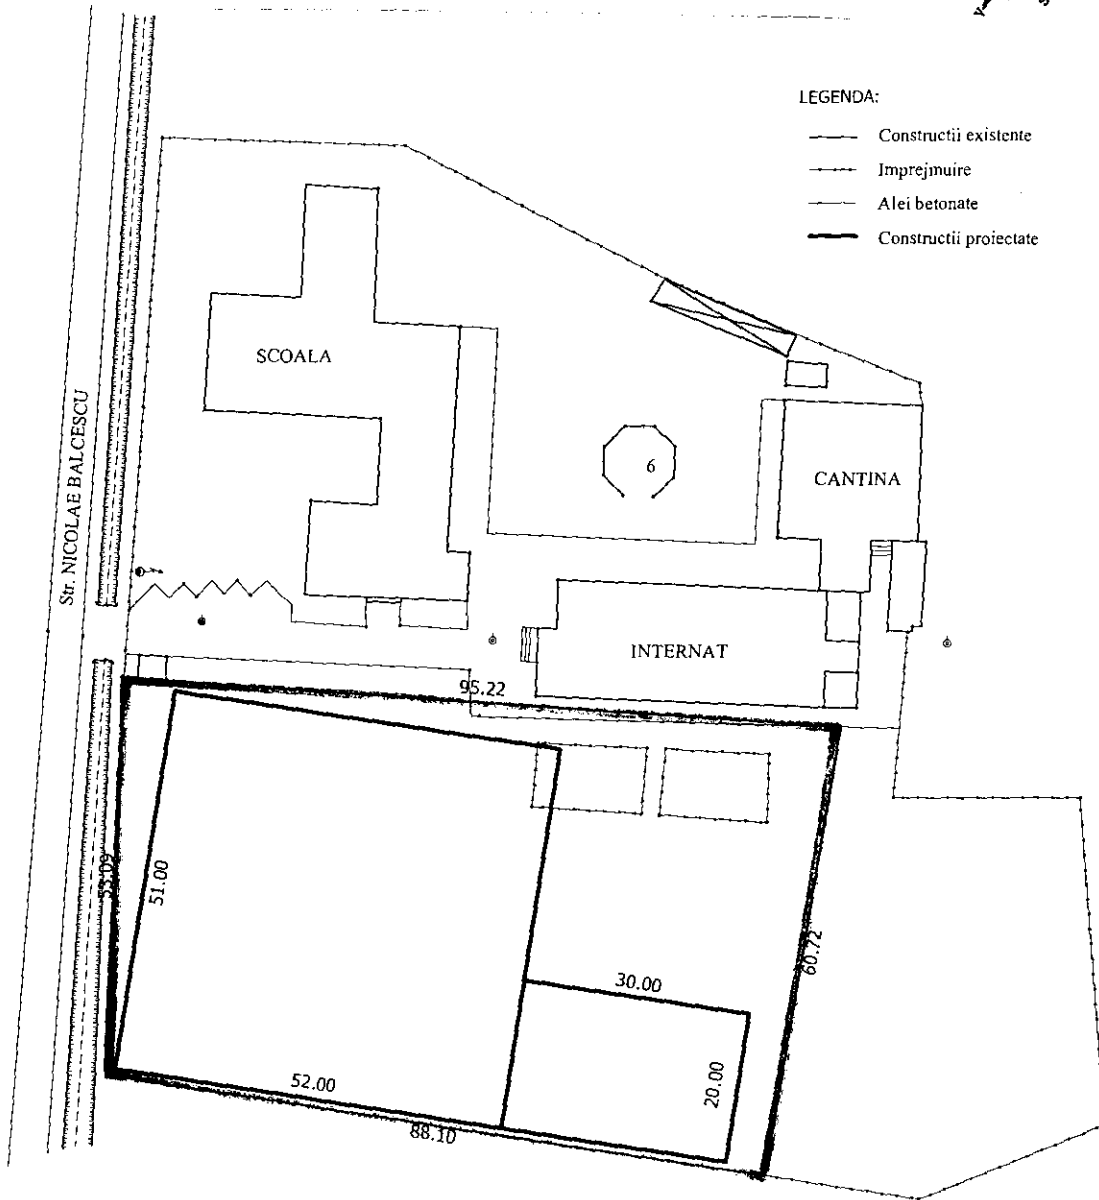 LEGENDA:
Constructii existente
Imprejmuire
Alei betonate
Constructii proiectate
SCOALA
Str. NICOLAE BALCESCU
6
CANTINA
INTERNAT
95.22
51.00
60.72
30.00
20.00
52.00
88.10